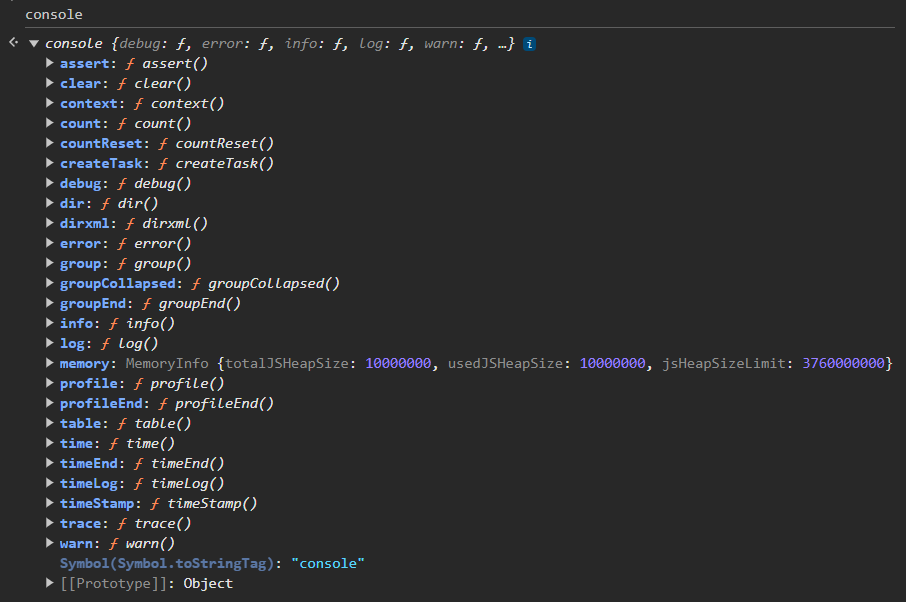 console
console {debug: ƒ, error: ƒ, info: ƒ, log: ƒ, warn: ƒ, …} i
assert: ƒ assert()
clear: ƒ clear()
context: ƒ context()
count: ƒ count()
countReset: ƒ countReset()
createTask: ƒ createTask()
debug: ƒ debug()
dir: ƒ dir()
dirxml: ƒ dirxml()
error: ƒ error()
group: ƒ group()
groupCollapsed: ƒ groupCollapsed()
groupEnd: ƒ groupEnd()
info: ƒ info()
log: ƒ log()
memory: MemoryInfo {totalJSHeapSize: 10000000, usedJSHeapSize: 10000000, jsHeapSizeLimit: 3760000000}
profile: ƒ profile()
profileEnd: ƒ profileEnd()
table: ƒ table()
time: ƒ time()
timeEnd: ƒ timeEnd()
timeLog: ƒ timeLog()
timeStamp: ƒ timeStamp()
trace: ƒ trace()
warn: ƒ warn()
Symbol(Symbol.toStringTag): "console"
[[Prototype]]: Object